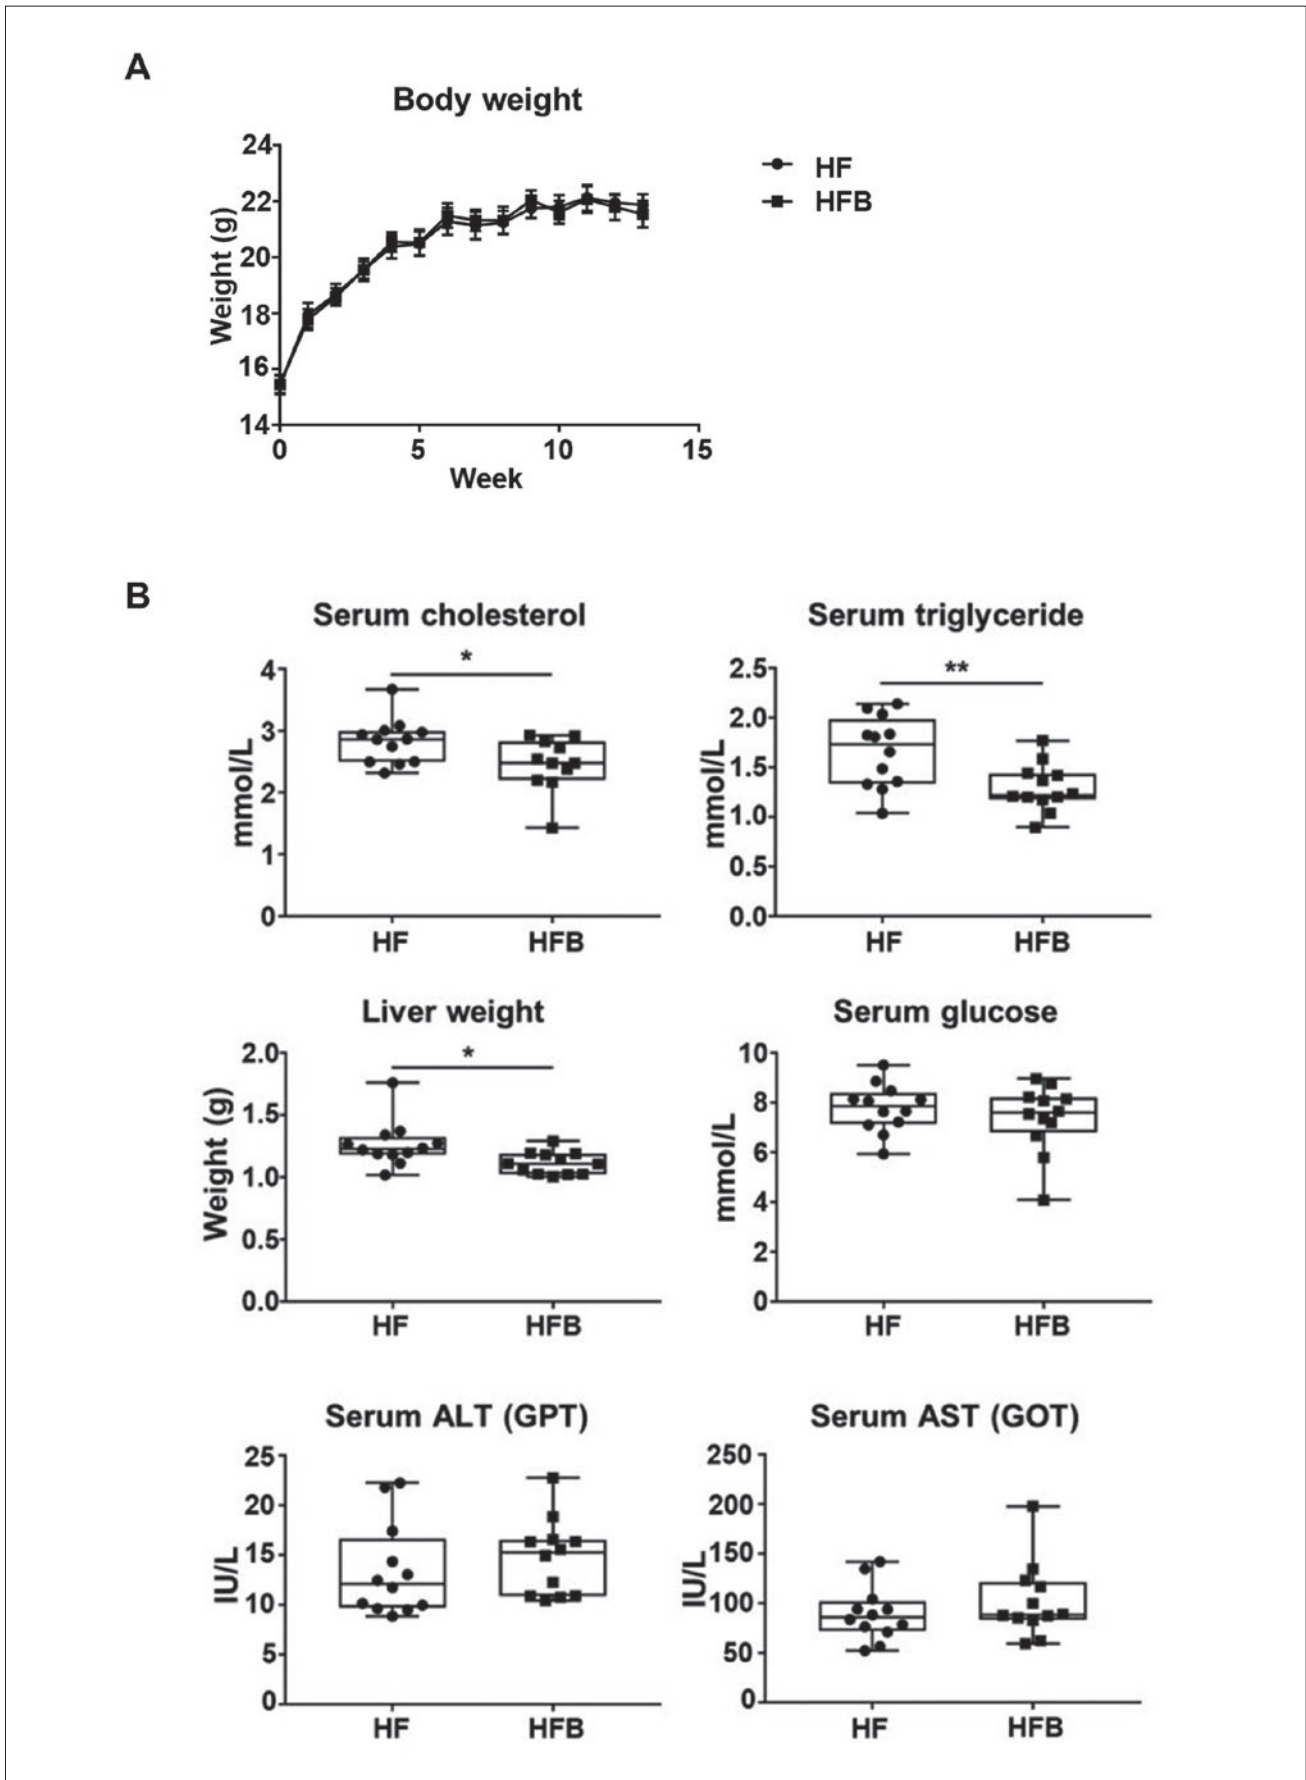 A
Body weight
24
22
20
18
16
14
Weight (g)
0 5 10 15
Week
HF
HFB
B
Serum cholesterol
*
4
3
2
1
0
mmol/L
HF HFB
Serum triglyceride
**
2.5
2.0
1.5
1.0
0.5
0.0
mmol/L
HF HFB
Liver weight
*
2.0
1.5
1.0
0.5
0.0
Weight (g)
HF HFB
Serum glucose
10
8
6
4
2
0
mmol/L
HF HFB
Serum ALT (GPT)
25
20
15
10
5
0
IU/L
HF HFB
Serum AST (GOT)
250
200
150
100
50
0
IU/L
HF HFB